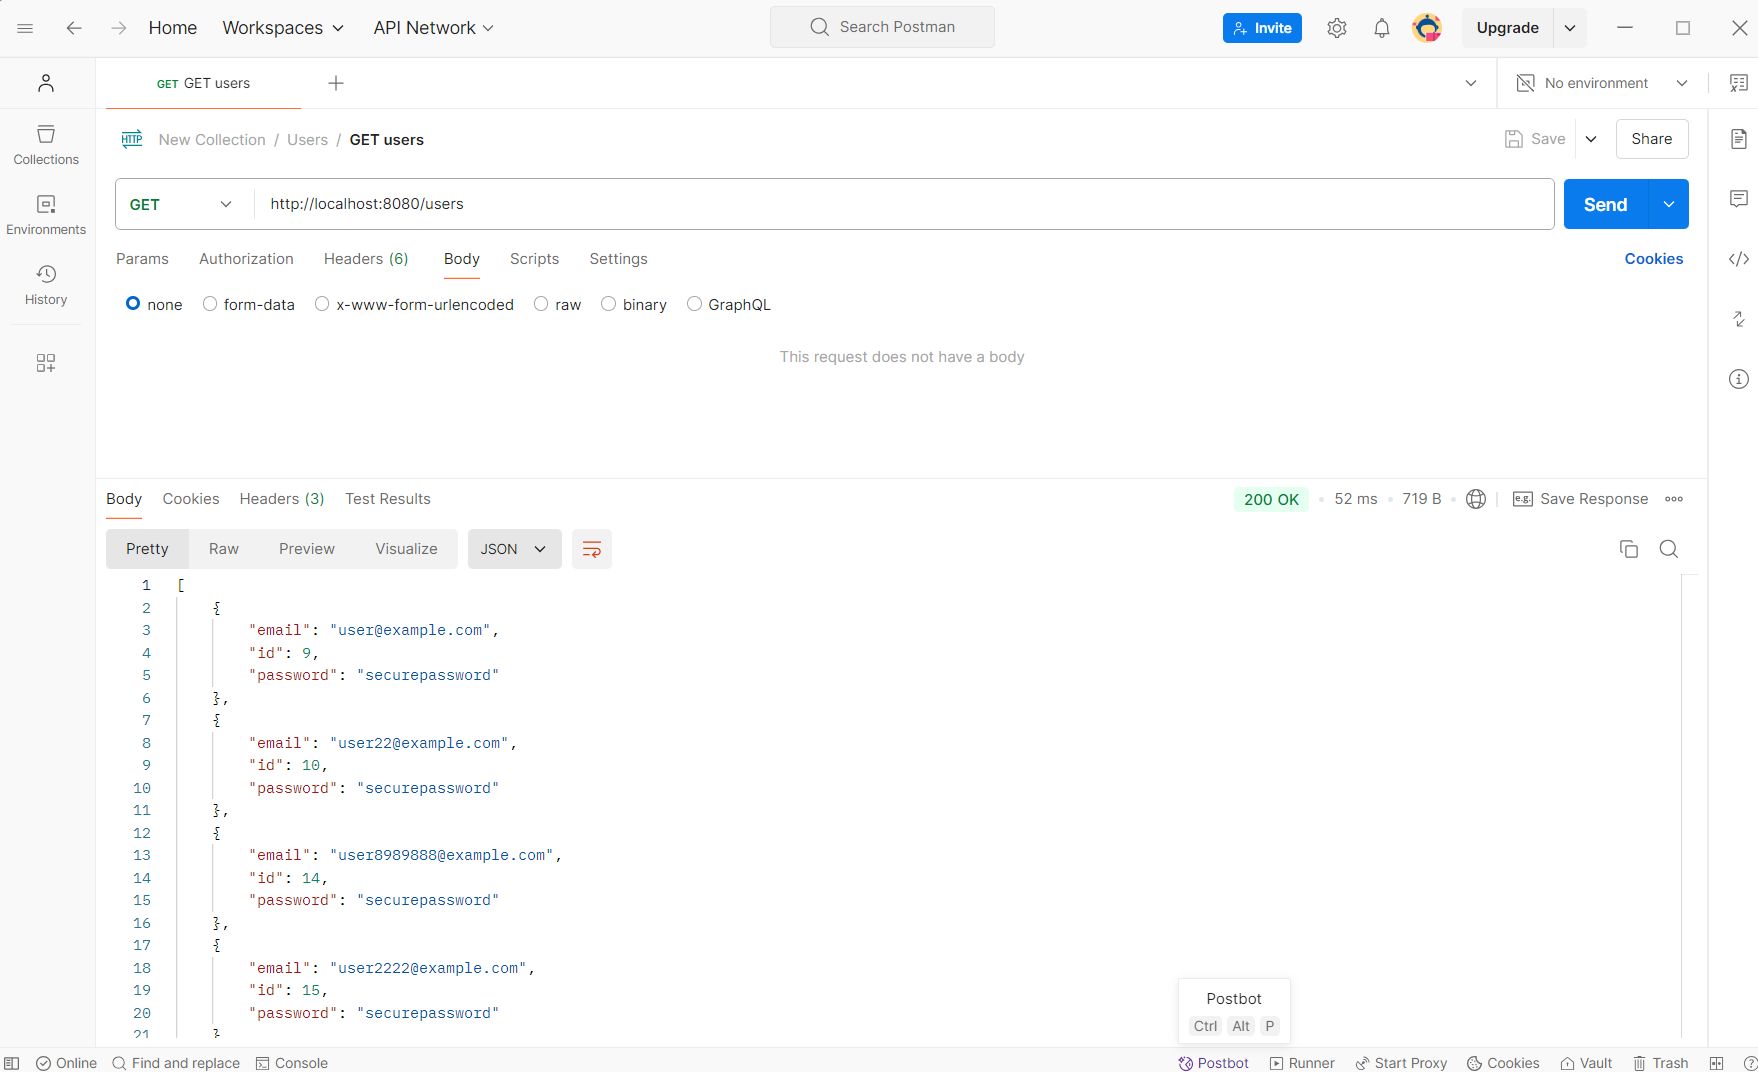 Home Workspaces API Network Search Postman Invite Upgrade
GET GET users No environment
HTTP New Collection / Users / GET users Save Share
Collections
Environments
History
GET http://localhost:8080/users Send
Params Authorization Headers (6) Body Scripts Settings Cookies
none form-data x-www-form-urlencoded raw binary GraphQL
This request does not have a body
Body Cookies Headers (3) Test Results 200 OK 52 ms 719 B e.g. Save Response
Pretty Raw Preview Visualize JSON
1 [
2 {
3 "email": "user@example.com",
4 "id": 9,
5 "password": "securepassword"
6 },
7 {
8 "email": "user22@example.com",
9 "id": 10,
10 "password": "securepassword"
11 },
12 {
13 "email": "user8989888@example.com",
14 "id": 14,
15 "password": "securepassword"
16 },
17 {
18 "email": "user2222@example.com",
19 "id": 15,
20 "password": "securepassword"
21 }
Postbot
Ctrl Alt P
Online Find and replace Console Postbot Runner Start Proxy Cookies Vault Trash